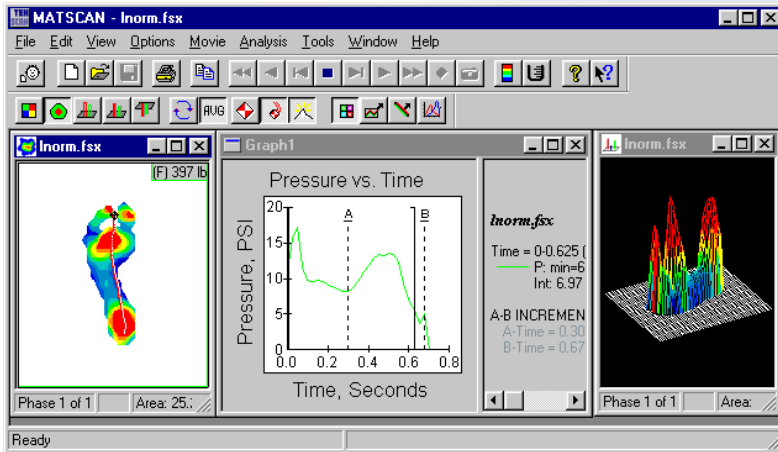 TEK
SCAN
MATSCAN - lnorm.fsx
File Edit View Options Movie Analysis Tools Window Help
AVG
lnorm.fsx
(F) 397 lb
Phase 1 of 1
Area: 25.
Graph1
Pressure vs. Time
Pressure, PSI
20
15
10
5
0
A
B
0.0 0.2 0.4 0.6 0.8
Time, Seconds
lnorm.fsx
Time = 0-0.625 (
P: min=6
Int: 6.97
A-B INCREMEN
A-Time = 0.30
B-Time = 0.67
lnorm.fsx
Phase 1 of 1
Area:
Ready